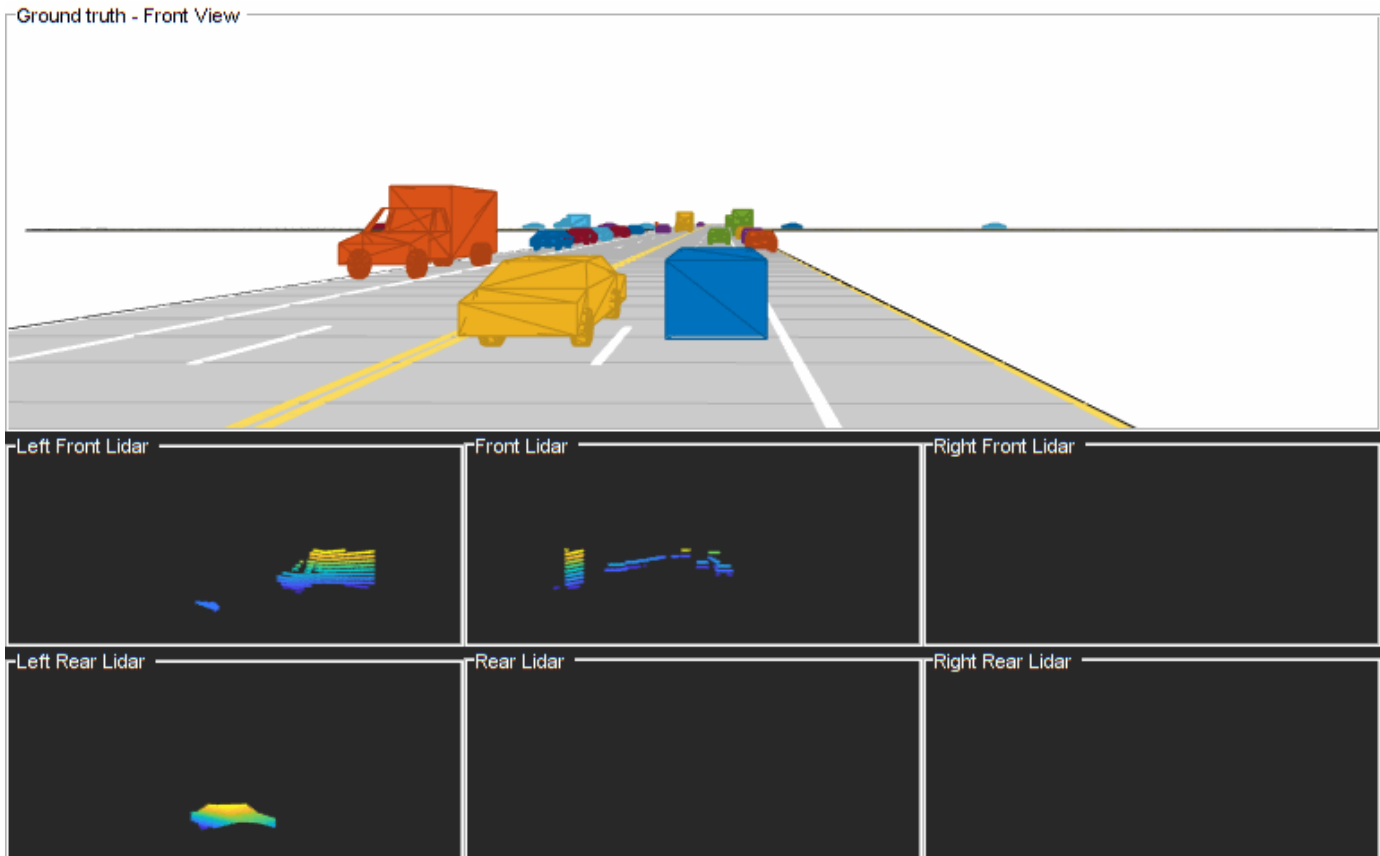 Ground truth - Front View
Left Front Lidar
Front Lidar
Right Front Lidar
Left Rear Lidar
Rear Lidar
Right Rear Lidar